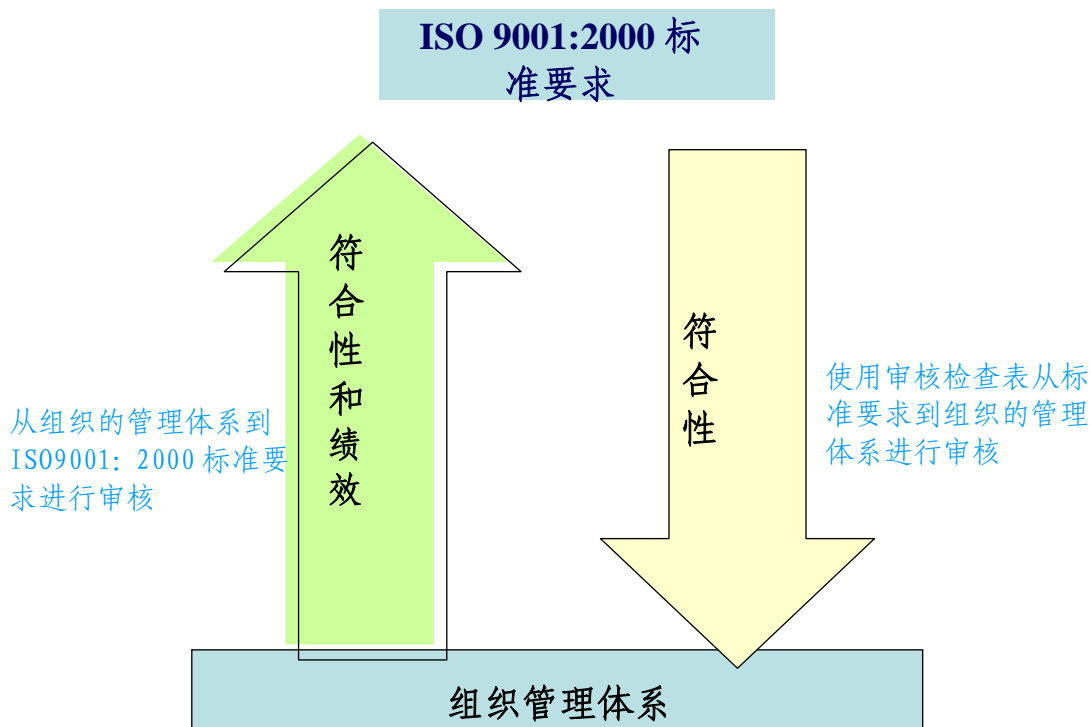 ISO 9001:2000 标
准要求
符
合
性
和
绩
效
符
合
性
从组织的管理体系到
ISO9001: 2000 标准要
求进行审核
使用审核检查表从标
准要求到组织的管理
体系进行审核
组织管理体系